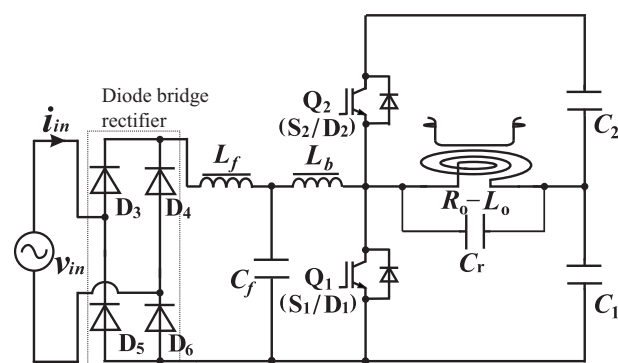 Diode bridge
rectifier
i_in
D3
D4
L_f
L_b
Q2
(S2/D2)
C2
R_o-L_o
C_r
v_in
C_f
Q1
(S1/D1)
C1
D5
D6